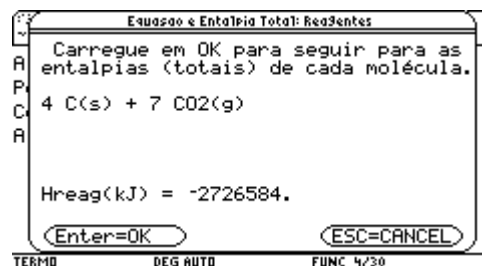 Equasao e Entalpia Total: Reagentes
Carregue em OK para seguir para as
entalpias (totais) de cada molécula.
A
P
4 C(s) + 7 CO2(g)
C
A
Hreag(kJ) = -2726584.
Enter=OK ESC=CANCEL
TERMO DEG AUTO FUNC 4/30